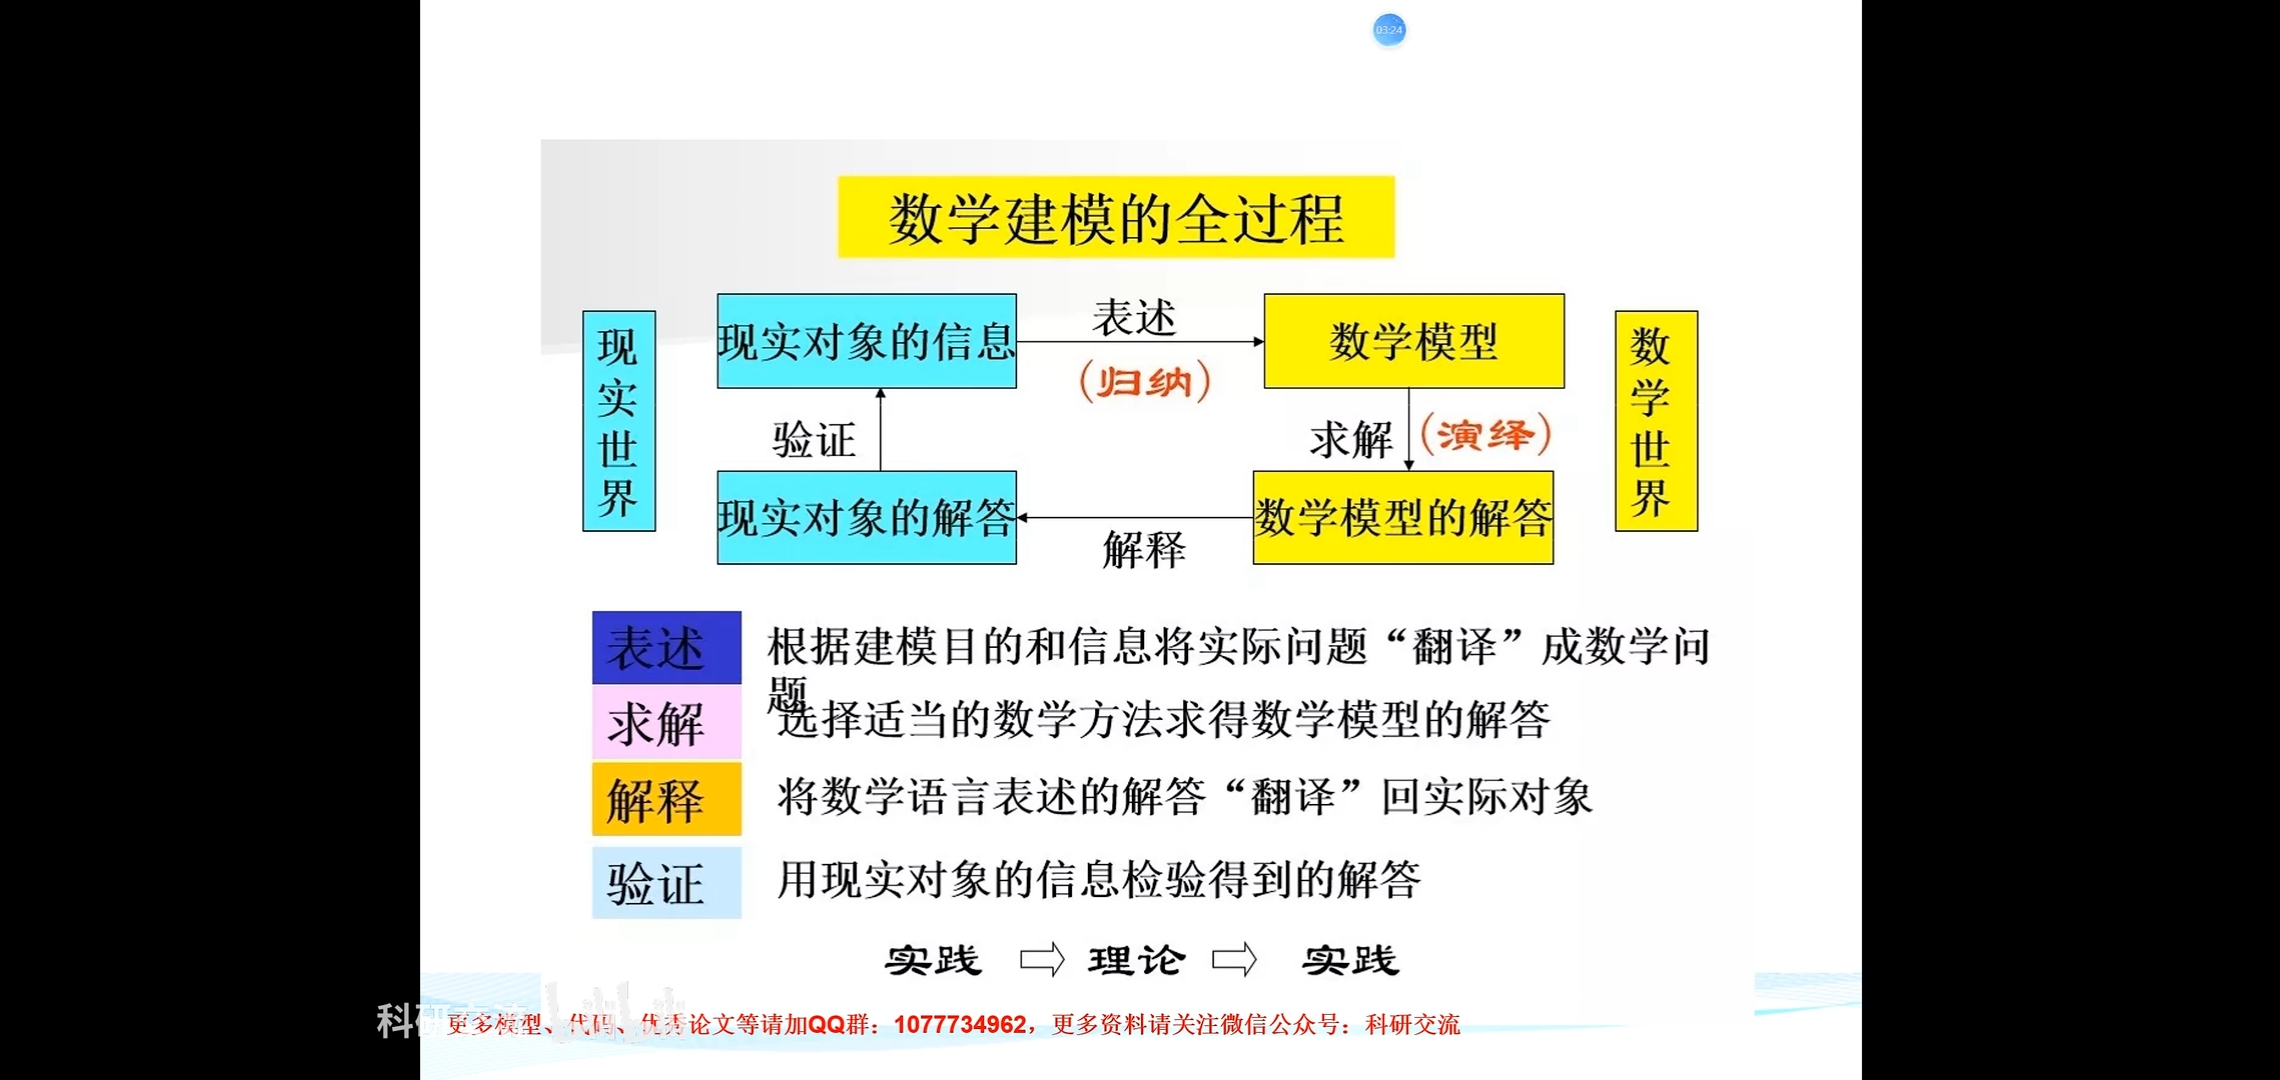 03:24
数学建模的全过程
现实世界
现实对象的信息
表述
(归纳)
数学模型
数学世界
验证
求解
(演绎)
现实对象的解答
解释
数学模型的解答
表述
根据建模目的和信息将实际问题“翻译”成数学问
题
求解
选择适当的数学方法求得数学模型的解答
解释
将数学语言表述的解答“翻译”回实际对象
验证
用现实对象的信息检验得到的解答
实践 理论 实践
科研交流
更多模型、代码、优秀论文等请加QQ群：1077734962，更多资料请关注微信公众号：科研交流